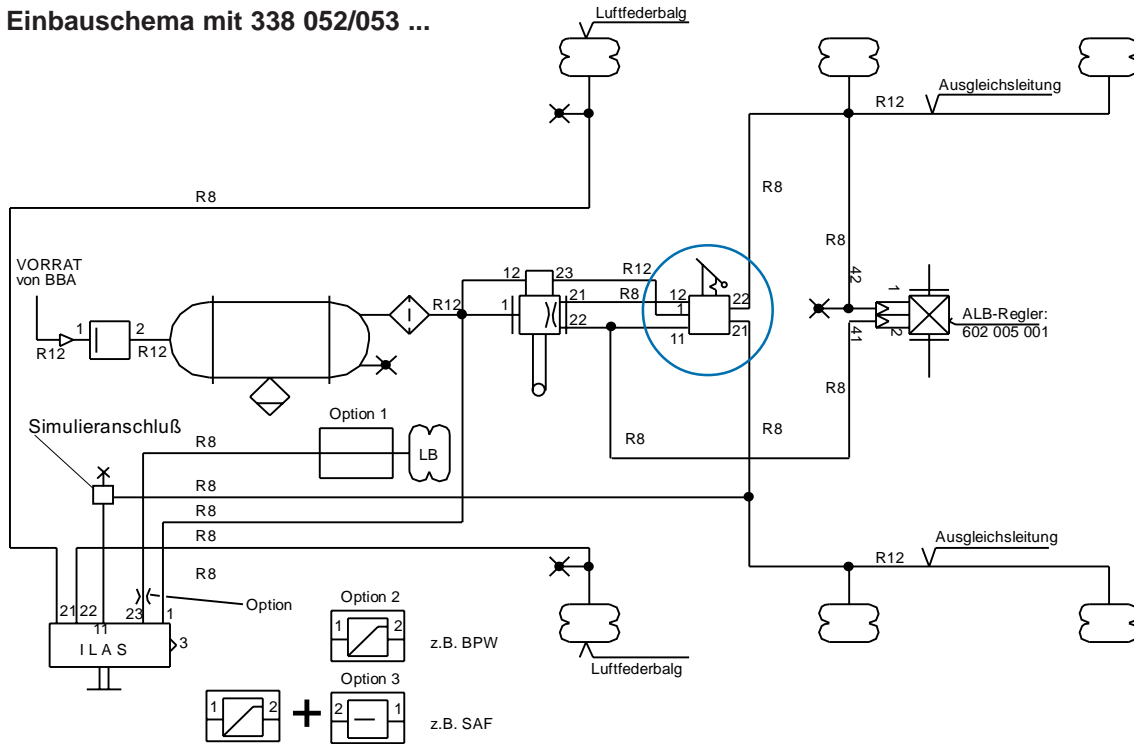 Einbauschema mit 338 052/053 ...
Luftfederbalg
Ausgleichsleitung
R12
R8
R8
VORRAT
von BBA
1
2
R12
R12
R12
12
23
1
21
22
R12
R8
12
1
11
22
21
R8
42
1
2
41
ALB-Regler:
602 005 001
R8
R8
R8
Simulieranschluß
Option 1
R8
LB
R8
R8
R8
R8
Ausgleichsleitung
R12
21
22
11
23
1
3
ILAS
Option
Option 2
1
2
z.B. BPW
Luftfederbalg
Option 3
1
2
+
2
1
z.B. SAF